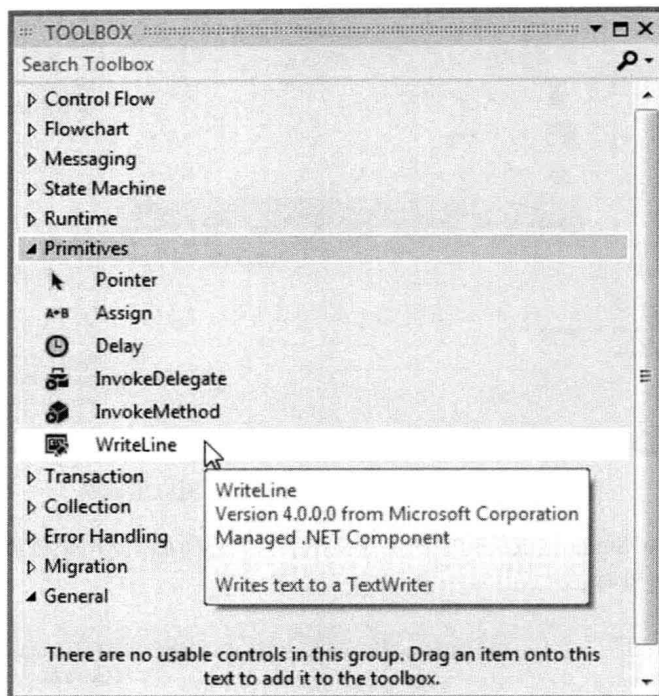 TOOLBOX
Search Toolbox
Control Flow
Flowchart
Messaging
State Machine
Runtime
Primitives
Pointer
A+B Assign
Delay
InvokeDelegate
InvokeMethod
WriteLine
Transaction
Collection
Error Handling
Migration
General
WriteLine
Version 4.0.0.0 from Microsoft Corporation
Managed .NET Component
Writes text to a TextWriter
There are no usable controls in this group. Drag an item onto this
text to add it to the toolbox.